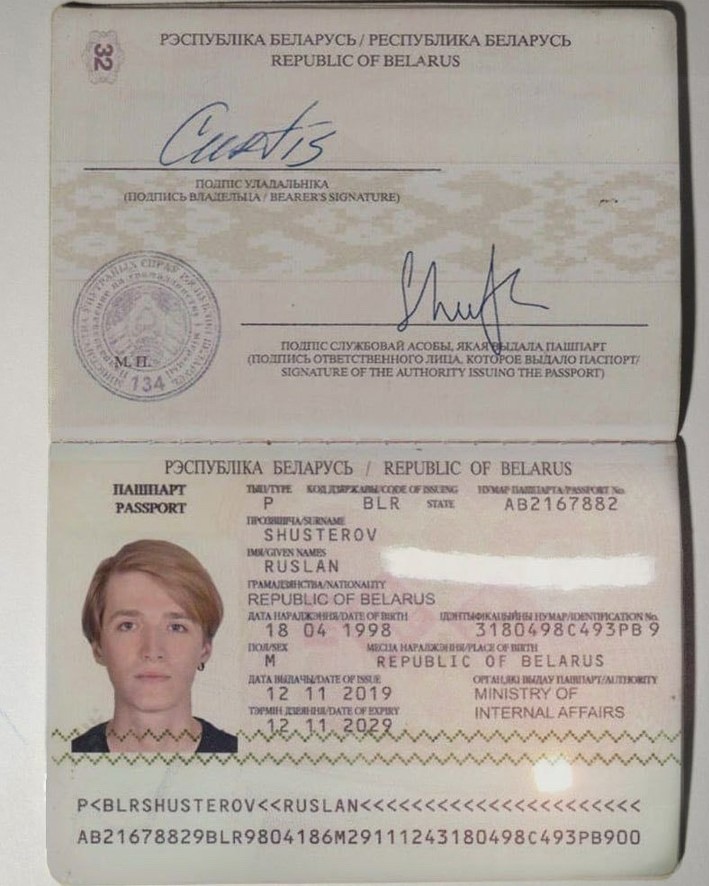 32
РЭСПУБЛІКА БЕЛАРУСЬ / РЕСПУБЛИКА БЕЛАРУСЬ
REPUBLIC OF BELARUS
Curtis
ПОДПІС УЛАДАЛЬНІКА
(ПОДПИСЬ ВЛАДЕЛЬЦА / BEARER'S SIGNATURE)
М. П.
134
ПОДПІС СЛУЖБОВАЙ АСОБЫ, ЯКАЯ ВЫДАЛА ПАШПАРТ
(ПОДПИСЬ ОТВЕТСТВЕННОГО ЛИЦА, КОТОРОЕ ВЫДАЛО ПАСПОРТ/
SIGNATURE OF THE AUTHORITY ISSUING THE PASSPORT)
РЭСПУБЛІКА БЕЛАРУСЬ / REPUBLIC OF BELARUS
ПАШПАРТ
PASSPORT
ТЫП/TYPE КОД ДЗЯРЖАВЫ/CODE OF ISSUING STATE НУМАР ПАШПАРТА/PASSPORT No.
P BLR AB2167882
ПРОЗВІШЧА/SURNAME
SHUSTEROV
ІМЯ/GIVEN NAMES
RUSLAN
ГРАМАДЗЯНСТВА/NATIONALITY
REPUBLIC OF BELARUS
ДАТА НАРАДЖЭННЯ/DATE OF BIRTH ІДЭНТЫФІКАЦЫЙНЫ НУМАР/IDENTIFICATION No.
18 04 1998 3180498C493PB9
ПОЛ/SEX МЕСЦА НАРАДЖЭННЯ/PLACE OF BIRTH
M REPUBLIC OF BELARUS
ДАТА ВЫДАЧЫ/DATE OF ISSUE ОРГАН, ЯКІ ВЫДАЎ ПАШПАРТ/AUTHORITY
12 11 2019 MINISTRY OF
ТЭРМІН ДЗЕЯННЯ/DATE OF EXPIRY INTERNAL AFFAIRS
12 11 2029
P<BLRSHUSTEROV<<RUSLAN<<<<<<<<<<<<<<<<<<<<<<
AB21678829BLR9804186M29111243180498C493PB900